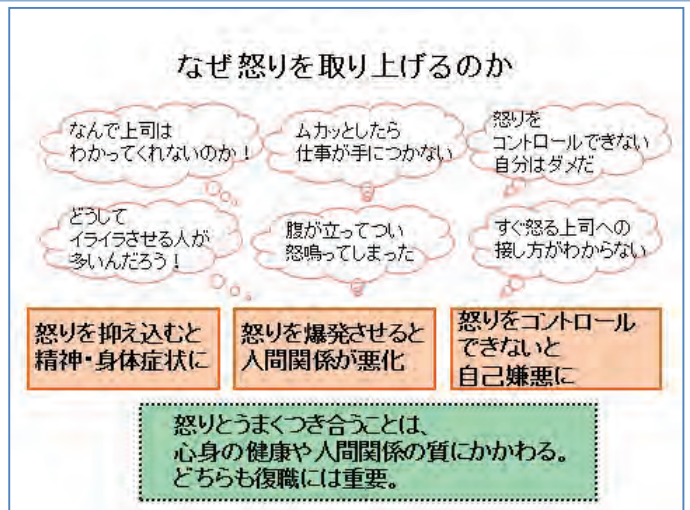 なぜ怒りを取り上げるのか
なんで上司は
わかってくれないのか！
ムカッとしたら
仕事が手につかない
怒りを
コントロールできない
自分はダメだ
どうして
イライラさせる人が
多いんだろう！
腹が立ってつい
怒鳴ってしまった
すぐ怒る上司への
接し方がわからない
怒りを抑え込むと
精神・身体症状に
怒りを爆発させると
人間関係が悪化
怒りをコントロール
できないと
自己嫌悪に
怒りとうまくつき合うことは、
心身の健康や人間関係の質にかかわる。
どちらも復職には重要。